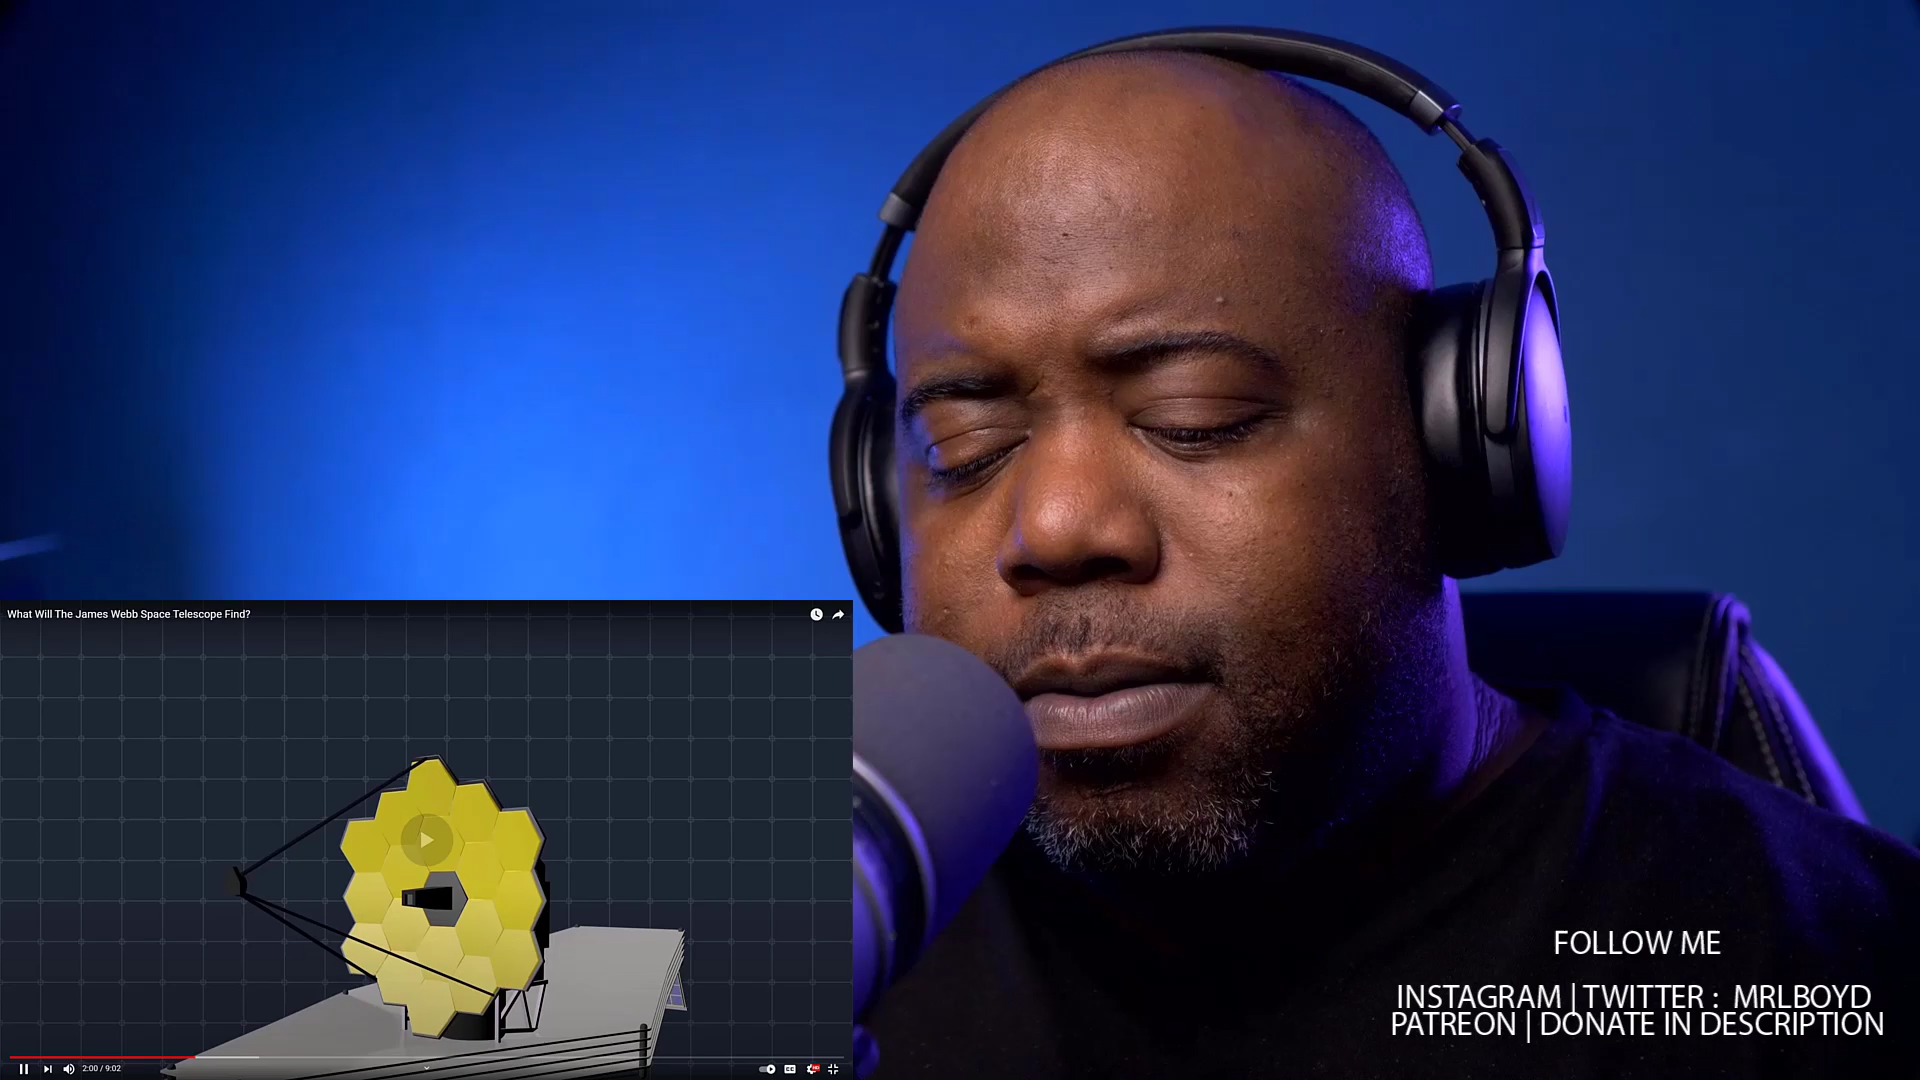 What Will The James Webb Space Telescope Find?
2:00 / 9:02
FOLLOW ME
INSTAGRAM | TWITTER : MRLBOYD
PATREON | DONATE IN DESCRIPTION